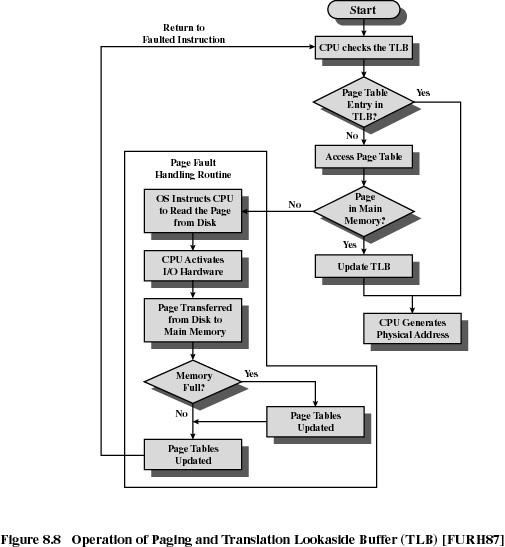 Start
Return to
Faulted Instruction
CPU checks the TLB
Page Table
Entry in
TLB?
Yes
No
Access Page Table
Page Fault
Handling Routine
OS Instructs CPU
to Read the Page
from Disk
No
Page
in Main
Memory?
Yes
CPU Activates
I/O Hardware
Update TLB
Page Transferred
from Disk to
Main Memory
CPU Generates
Physical Address
Memory
Full?
Yes
No
Page Tables
Updated
Page Tables
Updated
Figure 8.8 Operation of Paging and Translation Lookaside Buffer (TLB) [FURH87]